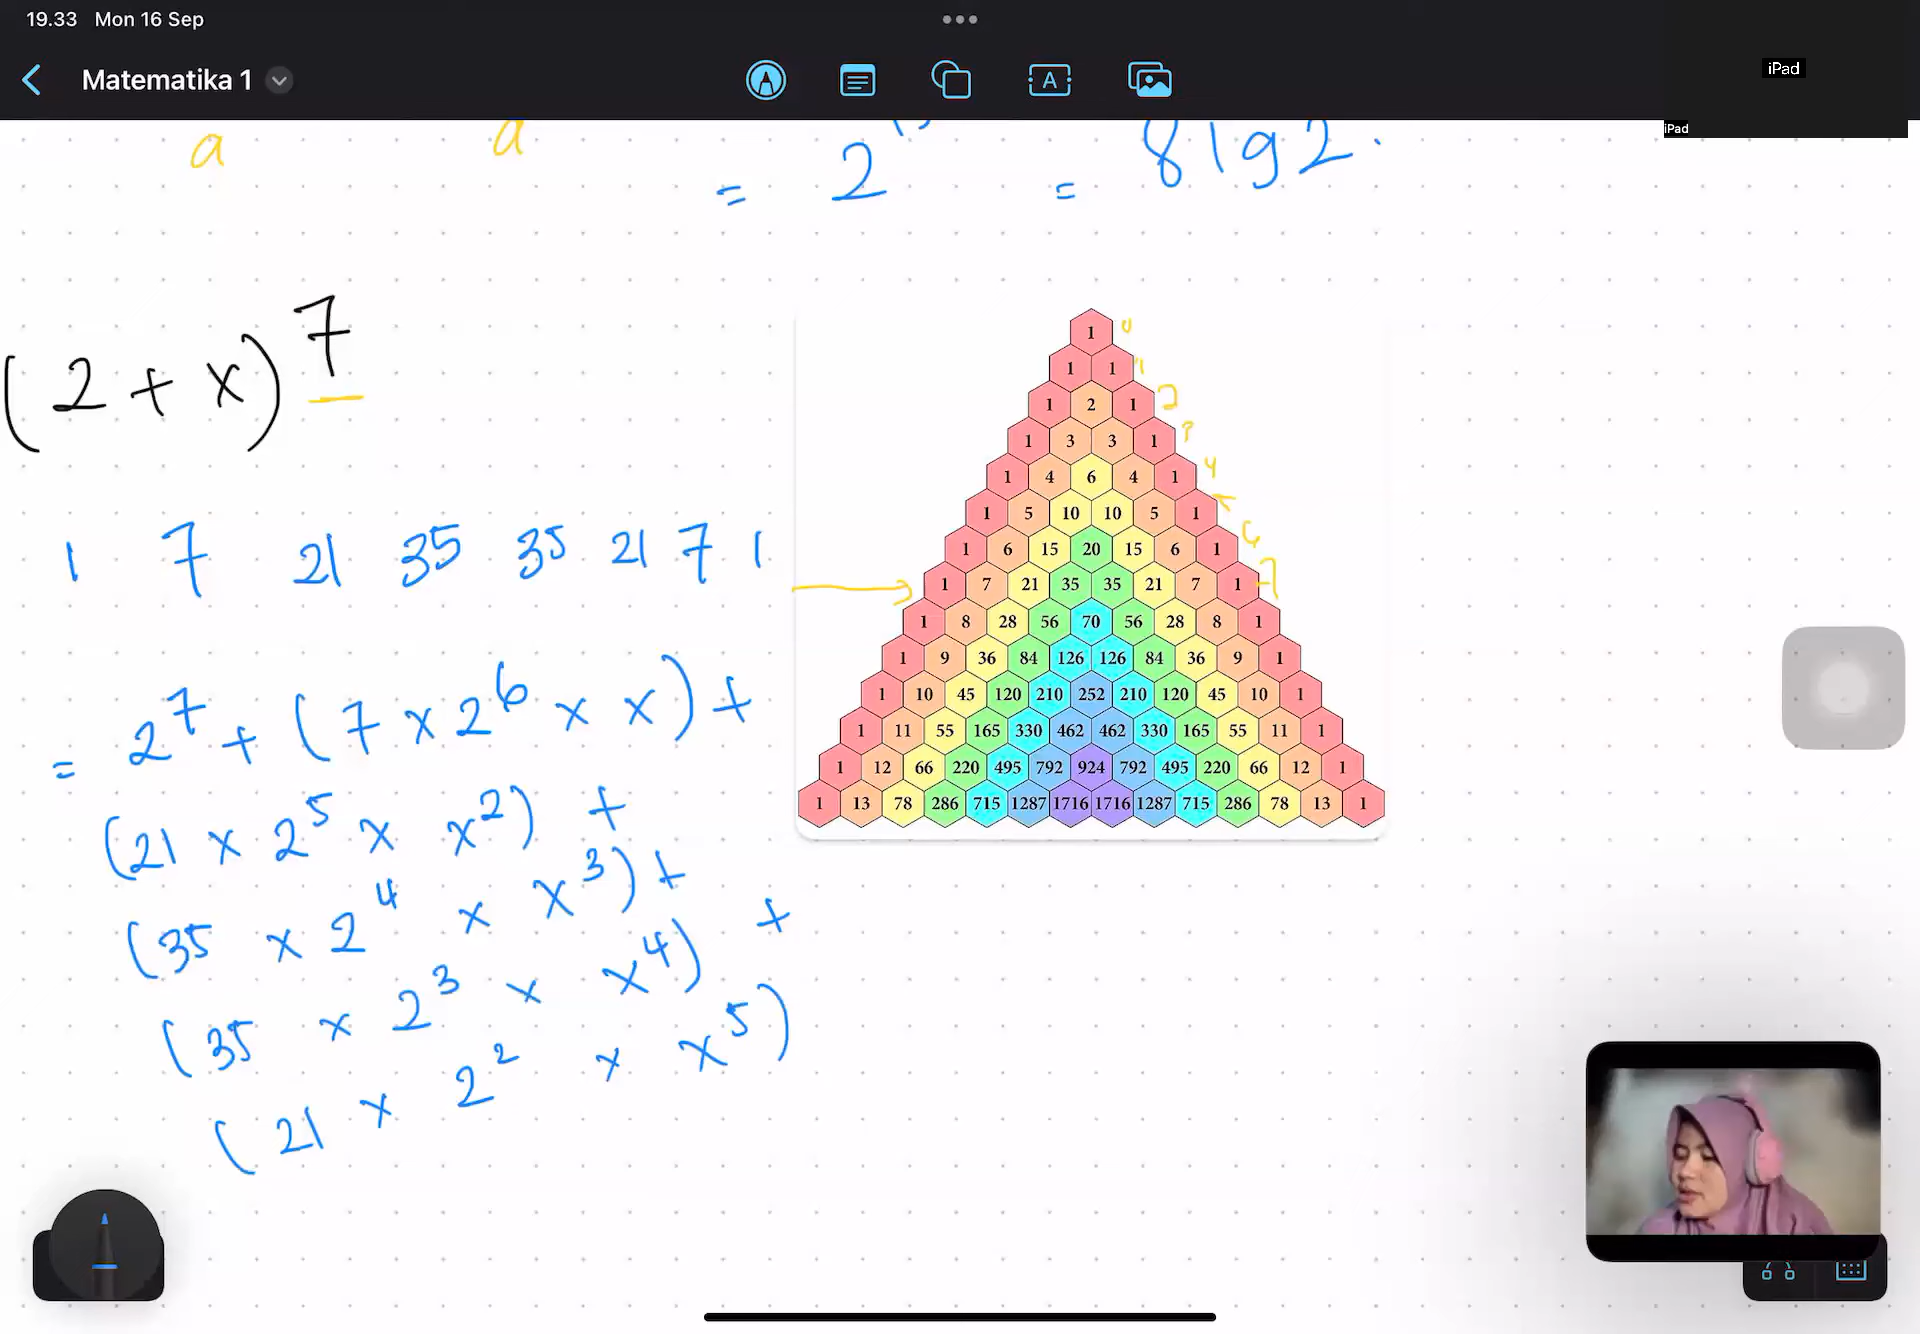 19.33 Mon 16 Sep
Matematika 1
A
iPad
iPad
a a
= 2 = 8192.
(2 + x)^7
1 7 21 35 35 21 7 1
= 2^7 + (7 × 2^6 × x) +
(21 × 2^5 × x^2) +
(35 × 2^4 × x^3) +
(35 × 2^3 × x^4) +
(21 × 2^2 × x^5)
1 0
1 1 1
1 2 1 2
1 3 3 1
1 4 6 4 1 4
1 5 10 10 5 1
1 6 15 20 15 6 1 6
1 7 21 35 35 21 7 1 7
1 8 28 56 70 56 28 8 1
1 9 36 84 126 126 84 36 9 1
1 10 45 120 210 252 210 120 45 10 1
1 11 55 165 330 462 462 330 165 55 11 1
1 12 66 220 495 792 924 792 495 220 66 12 1
1 13 78 286 715 1287 1716 1716 1287 715 286 78 13 1